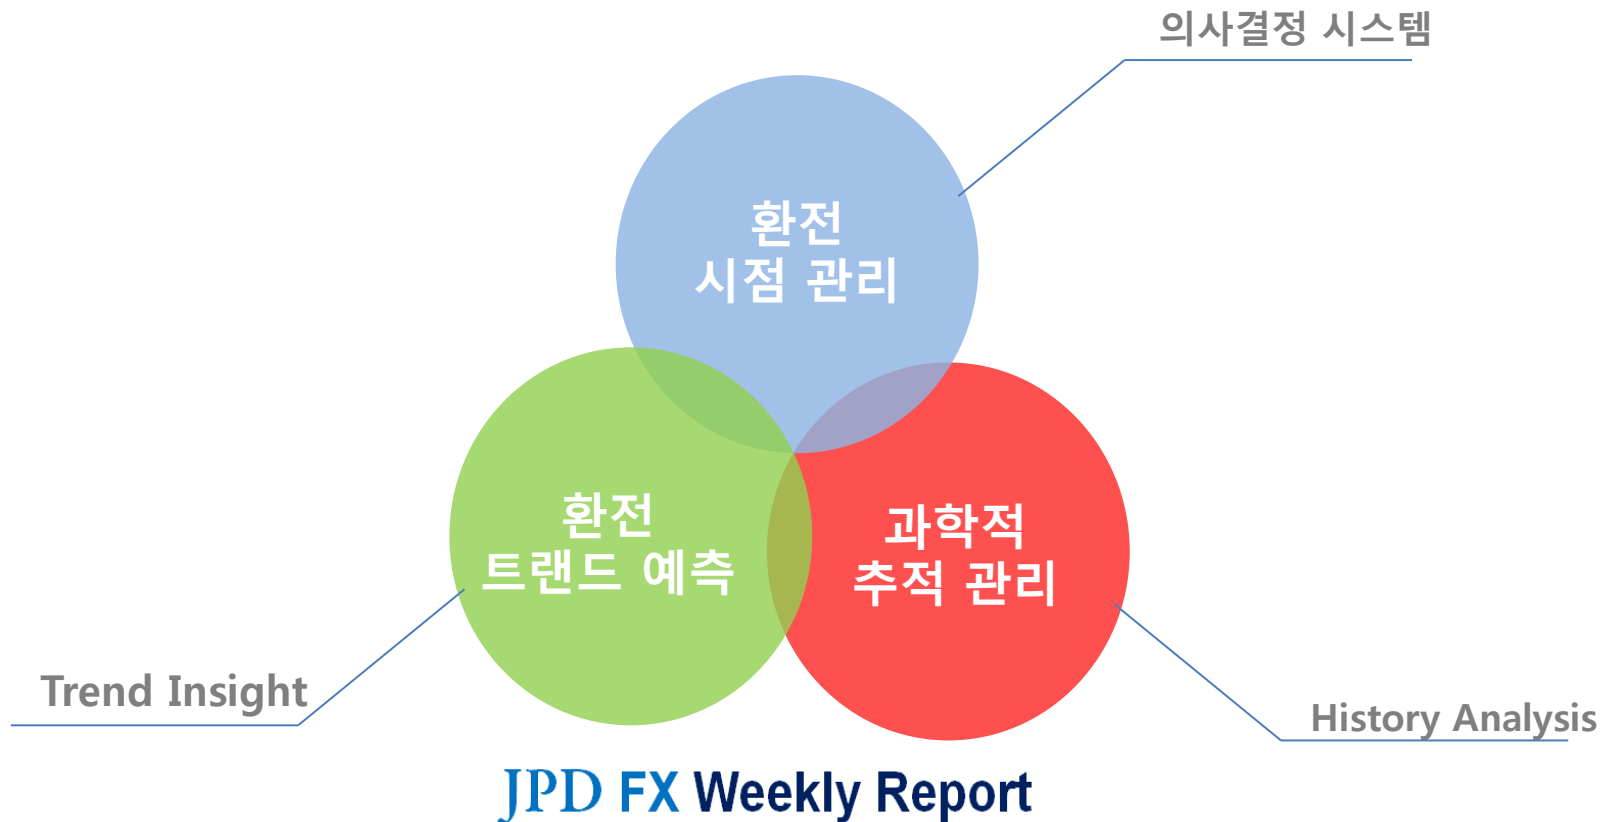 의사결정 시스템
환전
시점 관리
환전
트랜드 예측
과학적
추적 관리
Trend Insight
History Analysis
JPD FX Weekly Report